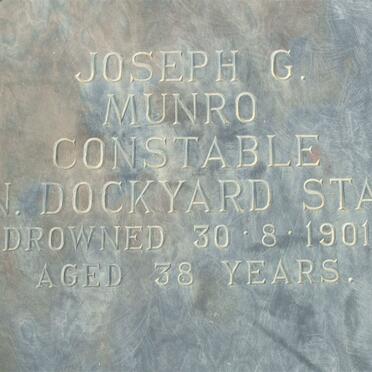 JOSEPH G.
MUNRO
CONSTABLE
N. DOCKYARD STA
DROWNED 30·8·1901
AGED 38 YEARS.